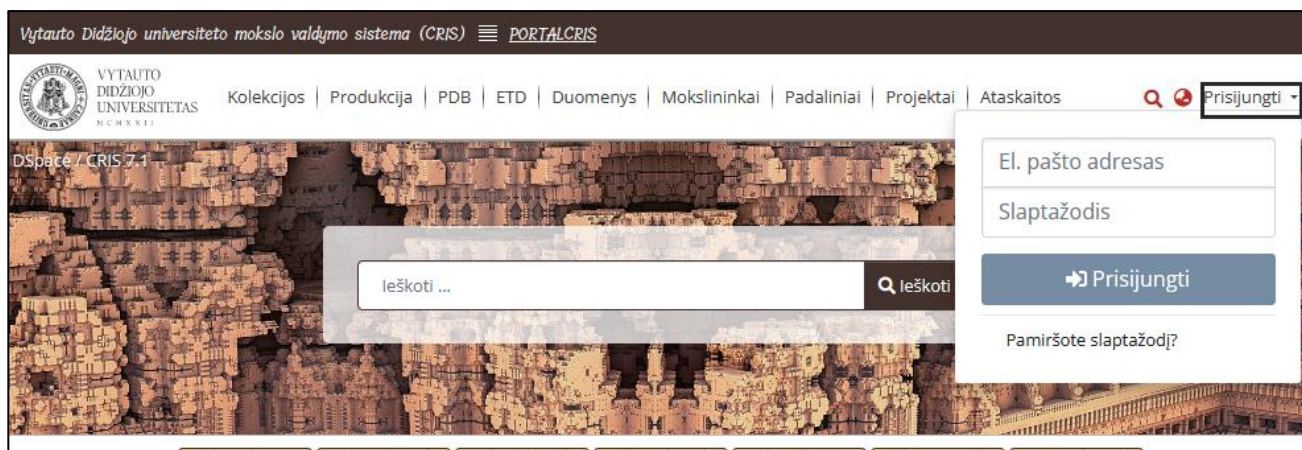 Vytauto Didžiojo universiteto mokslo valdymo sistema (CRIS) PORTALCRIS
VYTAUTO
DIDŽIOJO
UNIVERSITETAS
MCMXXII
Kolekcijos | Produkcija | PDB | ETD | Duomenys | Mokslininkai | Padaliniai | Projektai | Ataskaitos Prisijungti
DSpace / CRIS 7.1
El. pašto adresas
Slaptažodis
Prisijungti
Pamiršote slaptažodį?
Ieškoti ... Ieškoti